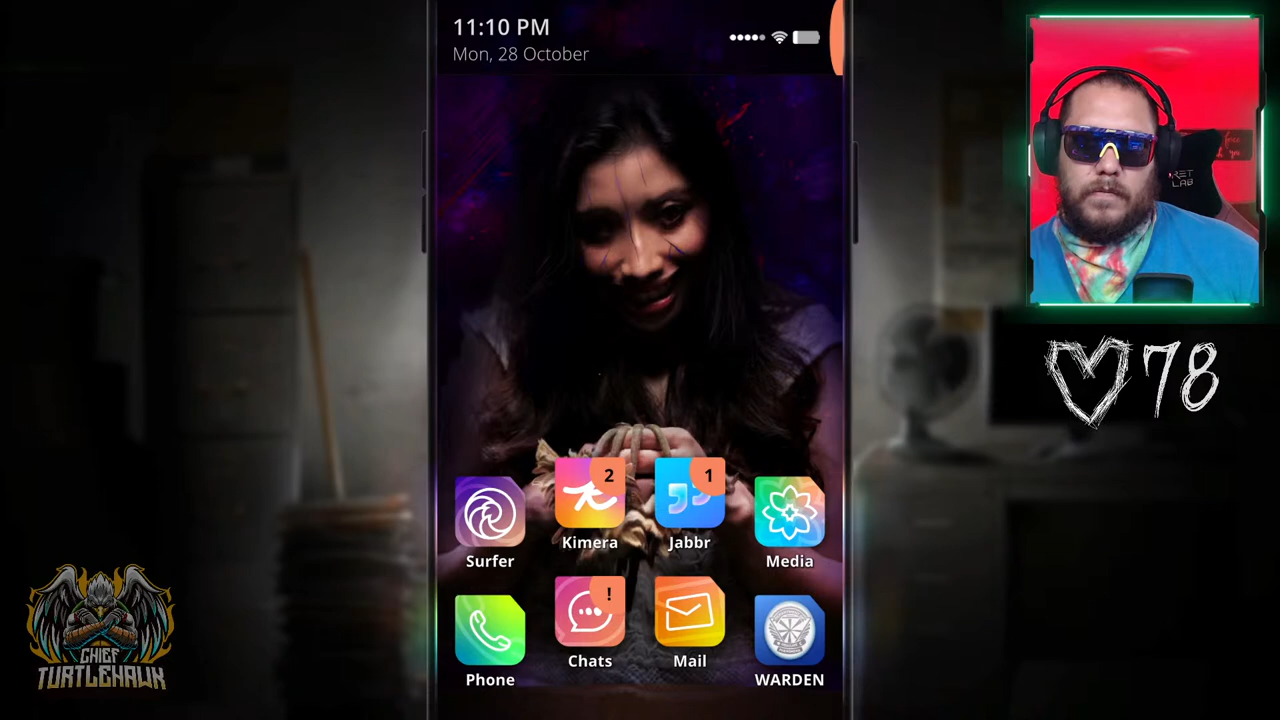 11:10 PM
Mon, 28 October
2
1
Surfer
Kimera
Jabbr
Media
!
Phone
Chats
Mail
WARDEN
78
CHIEF
TURTLEHAWK